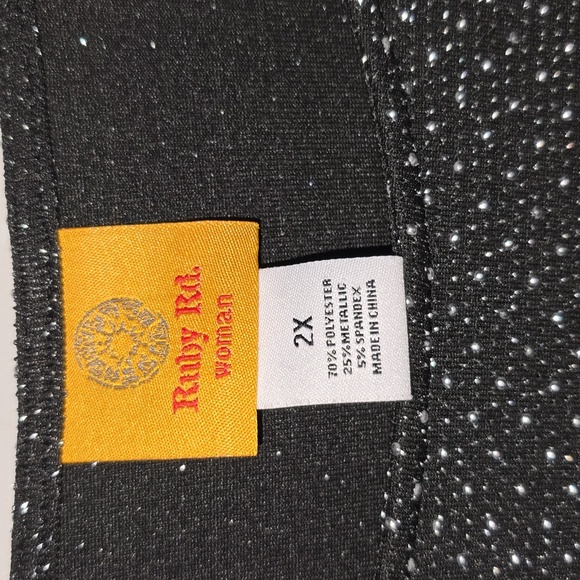 Ruby Rd.
woman
2X
70% POLYESTER
25% METALLIC
5% SPANDEX
MADE IN CHINA